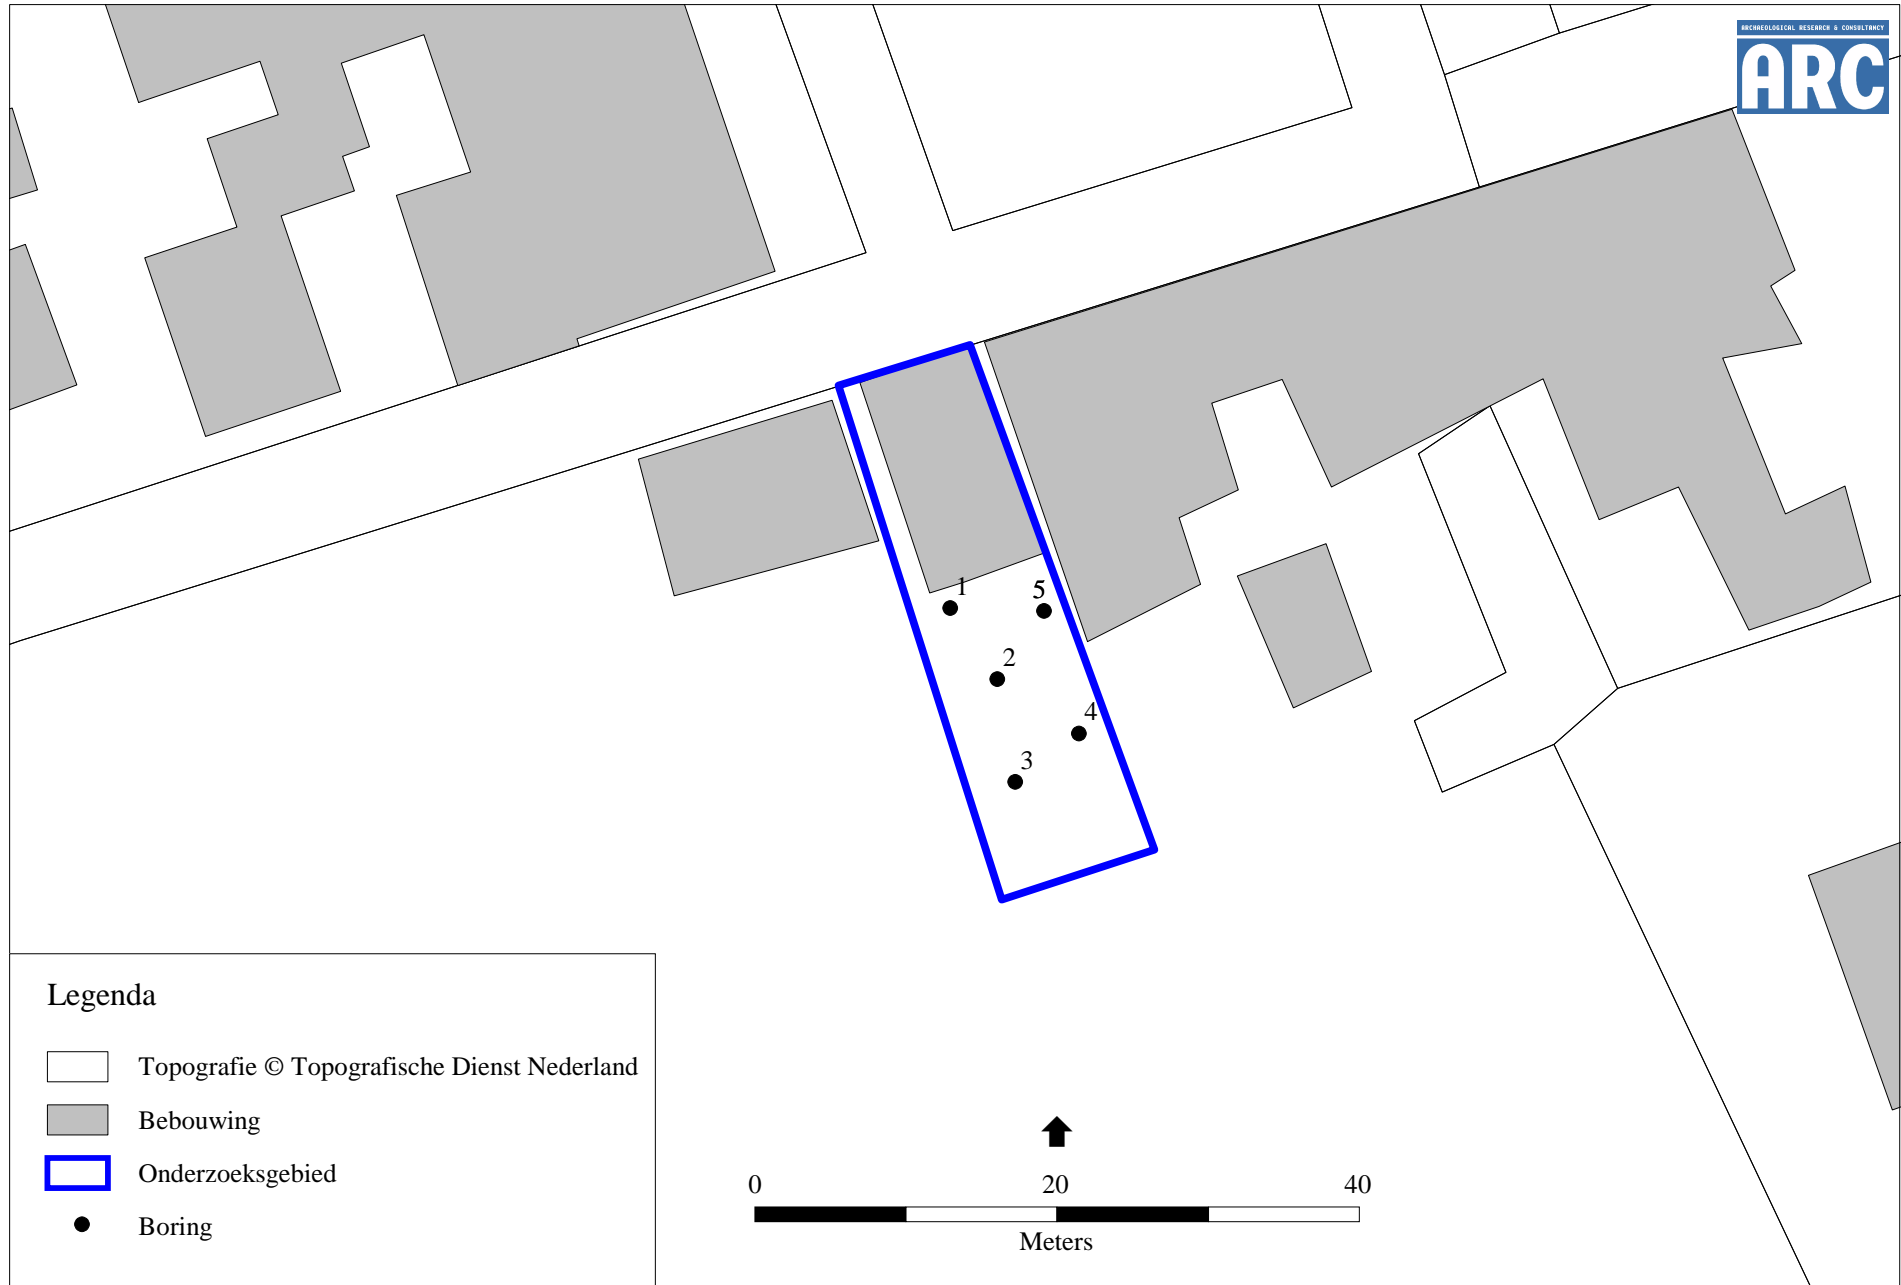 ARCHAEOLOGICAL RESEARCH & CONSULTANCY
ARC
1
5
2
4
3
Legenda
Topografie © Topografische Dienst Nederland
Bebouwing
Onderzoeksgebied
Boring
0 20 40
Meters